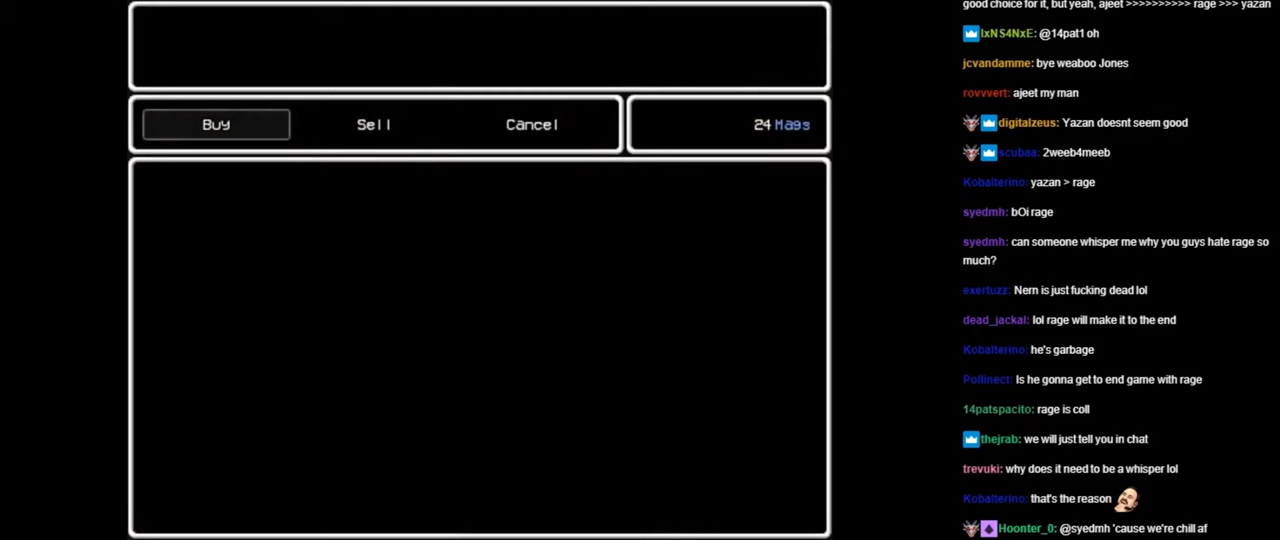 Buy Sell Cancel 24 Mags
good choice for it, but yeah, ajeet >>>>>>>>>> rage >>> yazan
lxNS4NxE: @14pat1 oh
jcvandamme: bye weaboo Jones
rovvvert: ajeet my man
digitalzeus: Yazan doesnt seem good
scubaa: 2weeb4meeb
Kobalterino: yazan > rage
syedmh: bOi rage
syedmh: can someone whisper me why you guys hate rage so
much?
exertuzz: Nern is just fucking dead lol
dead_jackal: lol rage will make it to the end
Kobalterino: he's garbage
Pollinect: Is he gonna get to end game with rage
14patspacito: rage is coll
thejrab: we will just tell you in chat
trevuki: why does it need to be a whisper lol
Kobalterino: that's the reason
Hoonter_0: @syedmh 'cause we're chill af